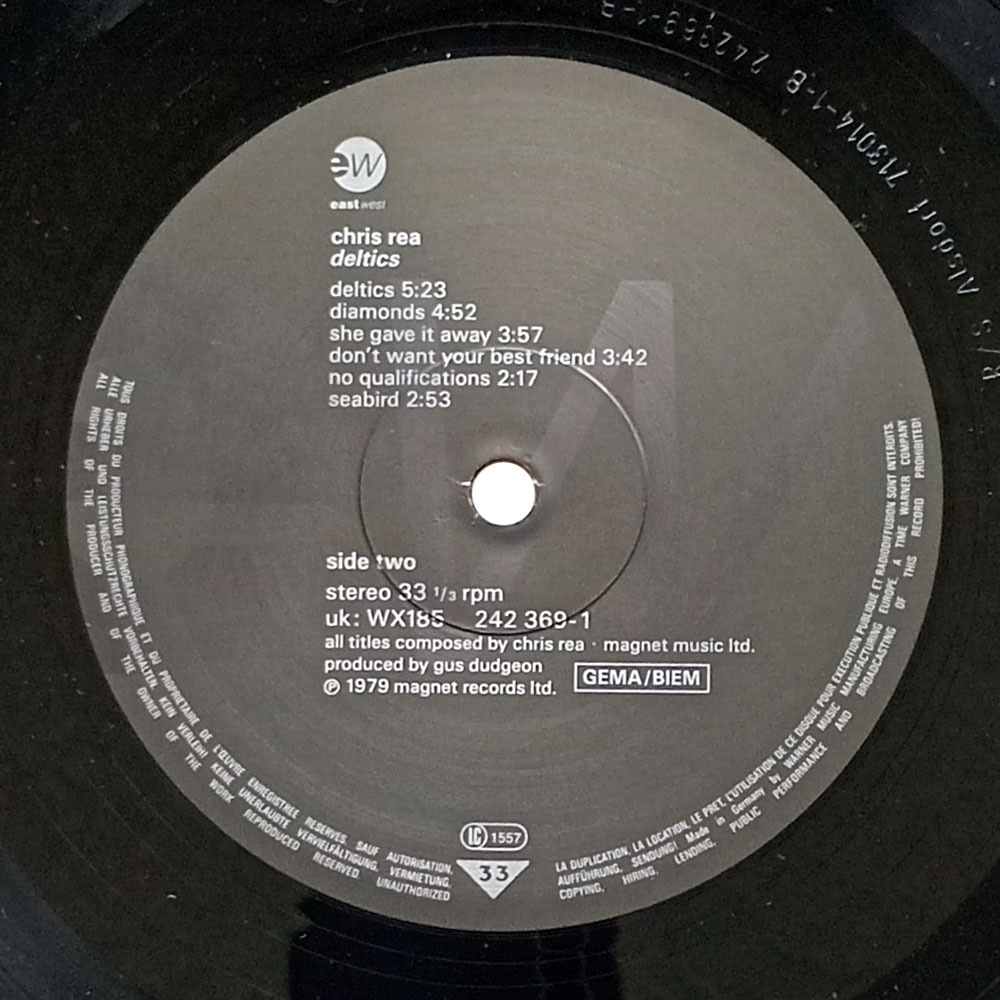 ew
eastwest
chris rea
deltics
deltics 5:23
diamonds 4:52
she gave it away 3:57
don't want your best friend 3:42
no qualifications 2:17
seabird 2:53
side two
stereo 33 1/3 rpm
uk: WX185 242 369-1
all titles composed by chris rea · magnet music ltd.
produced by gus dudgeon
GEMA/BIEM
℗ 1979 magnet records ltd.
LC 1557
33
TOUS DROITS DU PRODUCTEUR PHONOGRAPHIQUE ET DU PROPRIETAIRE DE L'ŒUVRE ENREGISTREE RESERVES. SAUF AUTORISATION, LA DUPLICATION, LA LOCATION, LE PRET, L'UTILISATION DE CE DISQUE POUR EXECUTION PUBLIQUE ET RADIODIFFUSION SONT INTERDITS.
ALLE URHEBER UND LEISTUNGSSCHUTZRECHTE VORBEHALTEN. KEIN VERLEIH! KEINE UNERLAUBTE VERVIELFÄLTIGUNG, VERMIETUNG, AUFFÜHRUNG, SENDUNG! Made in Germany by WARNER MUSIC MANUFACTURING EUROPE. A TIME WARNER COMPANY
ALL RIGHTS OF THE PRODUCER AND OF THE OWNER OF THE WORK REPRODUCED RESERVED. UNAUTHORIZED COPYING, HIRING, LENDING, PUBLIC PERFORMANCE AND BROADCASTING OF THIS RECORD PROHIBITED!
R/S Alsdorf 713014-1-B 242369-1-B